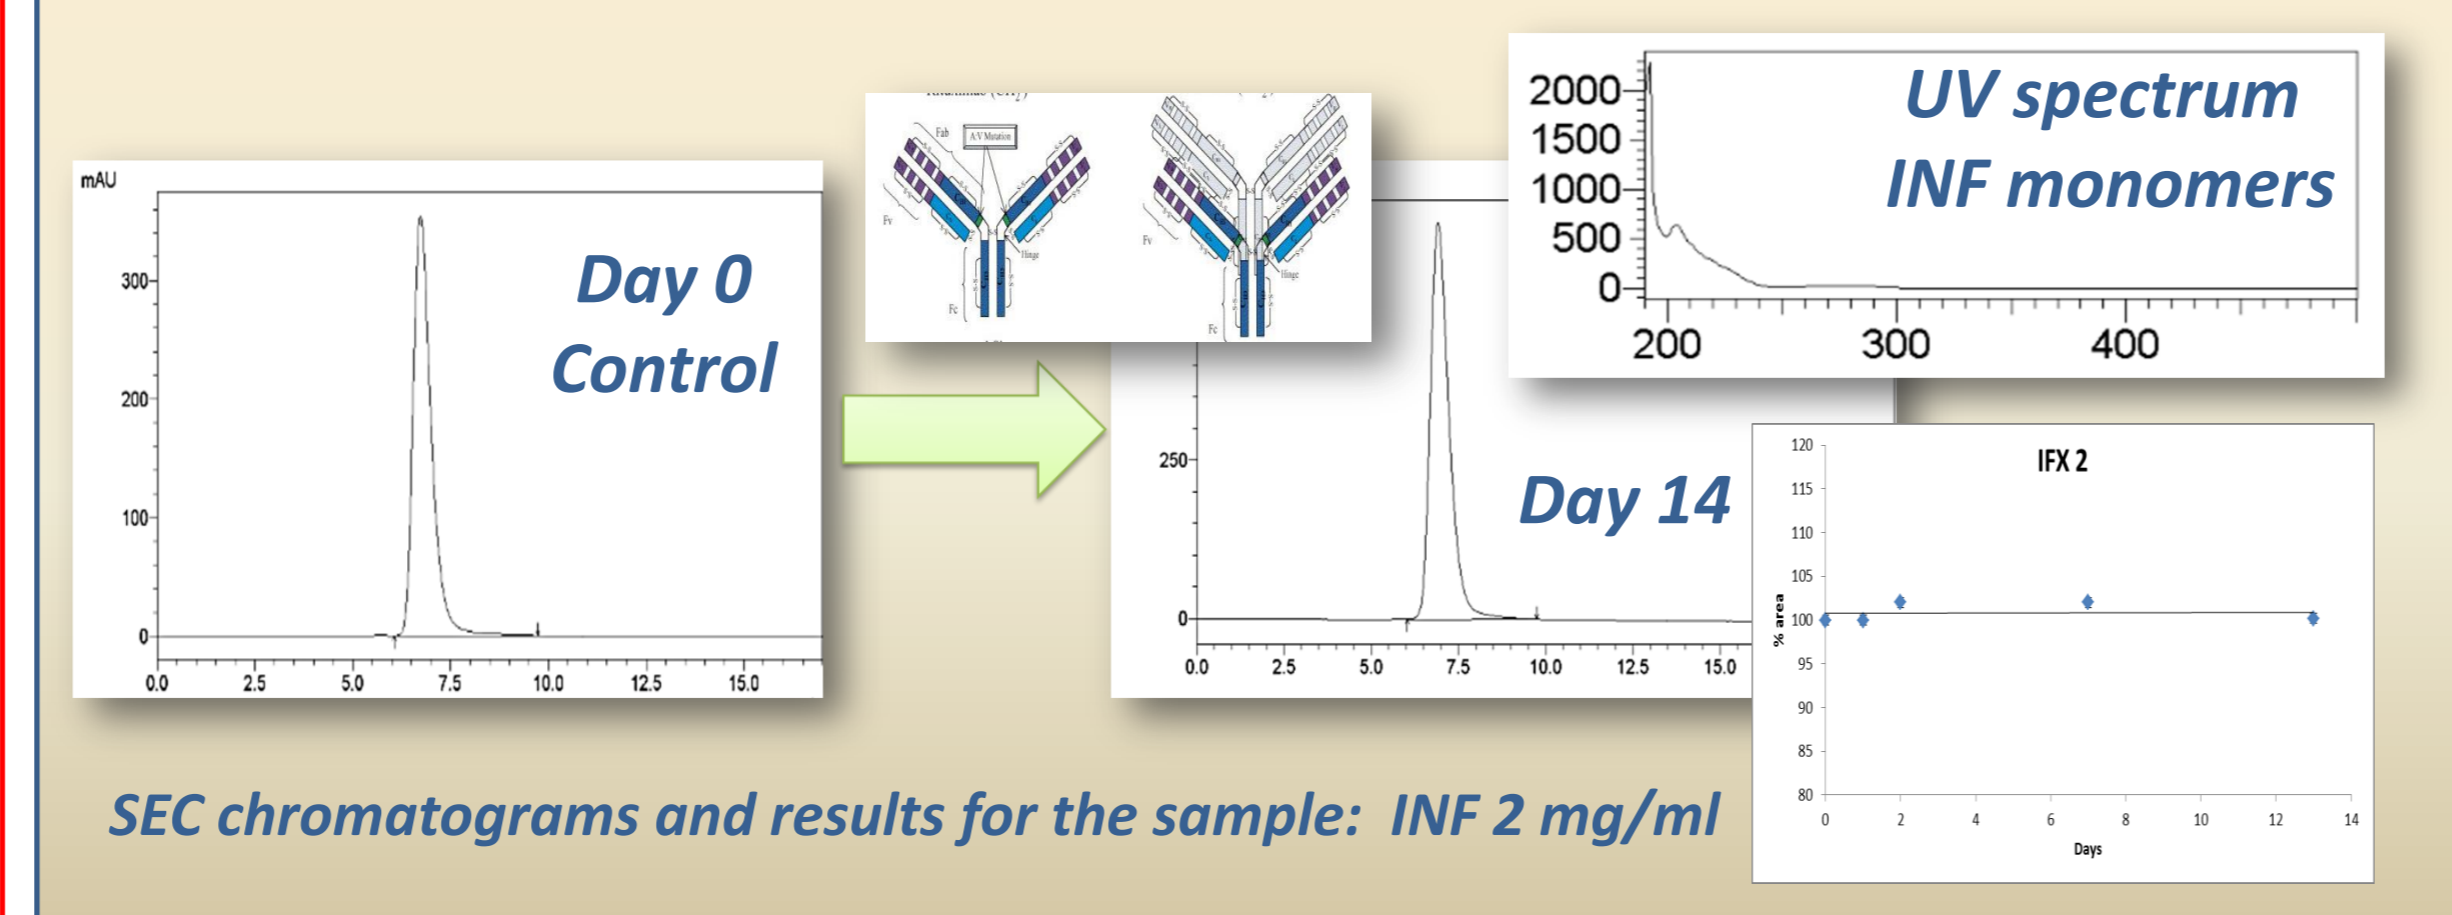 mAU
300
200
100
0
0.0 2.5 5.0 7.5 10.0 12.5 15.0
Day 0
Control
Fab
A:V Mutation
Fv
Hinge
Fc
Fv
Hinge
Fc
250
0
0.0 2.5 5.0 7.5 10.0 12.5 15.0
Day 14
2000
1500
1000
500
0
200 300 400
UV spectrum
INF monomers
IFX 2
120
115
110
105
100
95
90
85
80
% area
0 2 4 6 8 10 12 14
Days
SEC chromatograms and results for the sample: INF 2 mg/ml